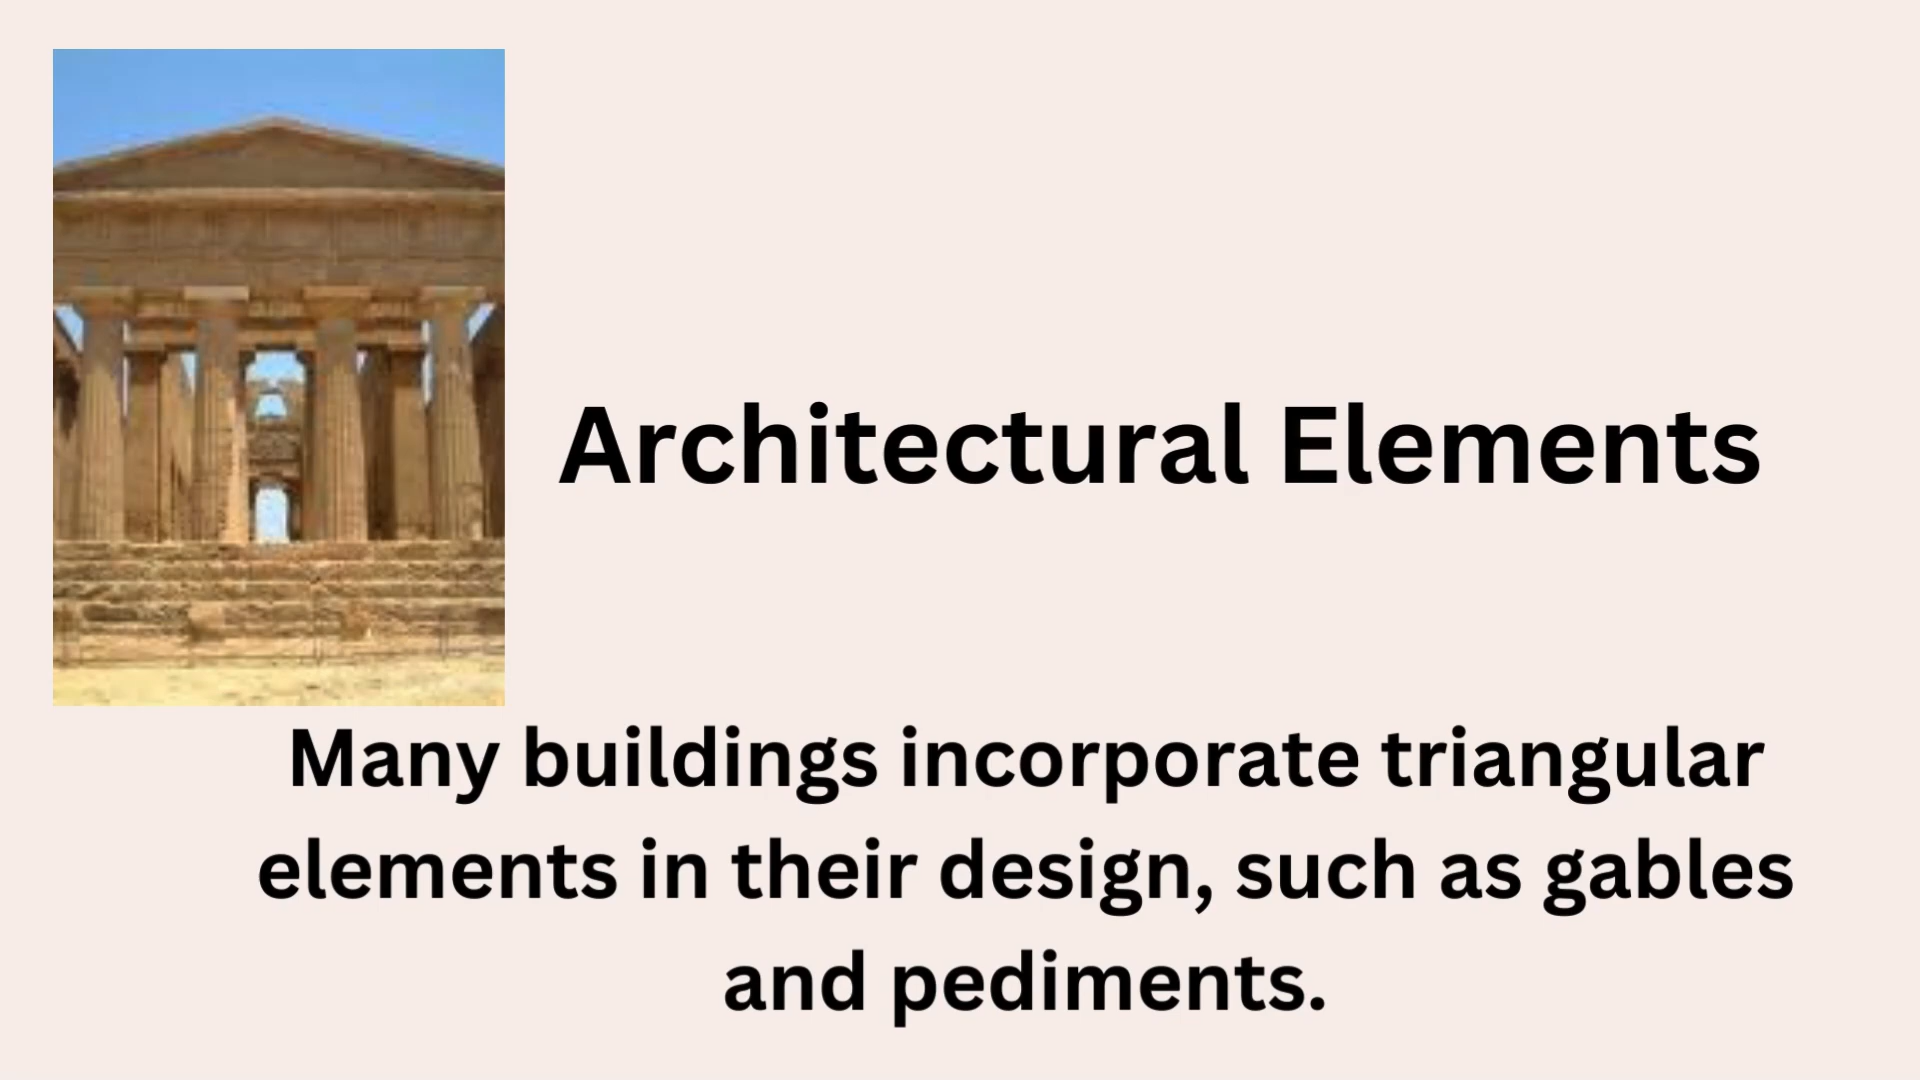 Architectural Elements
Many buildings incorporate triangular
elements in their design, such as gables
and pediments.